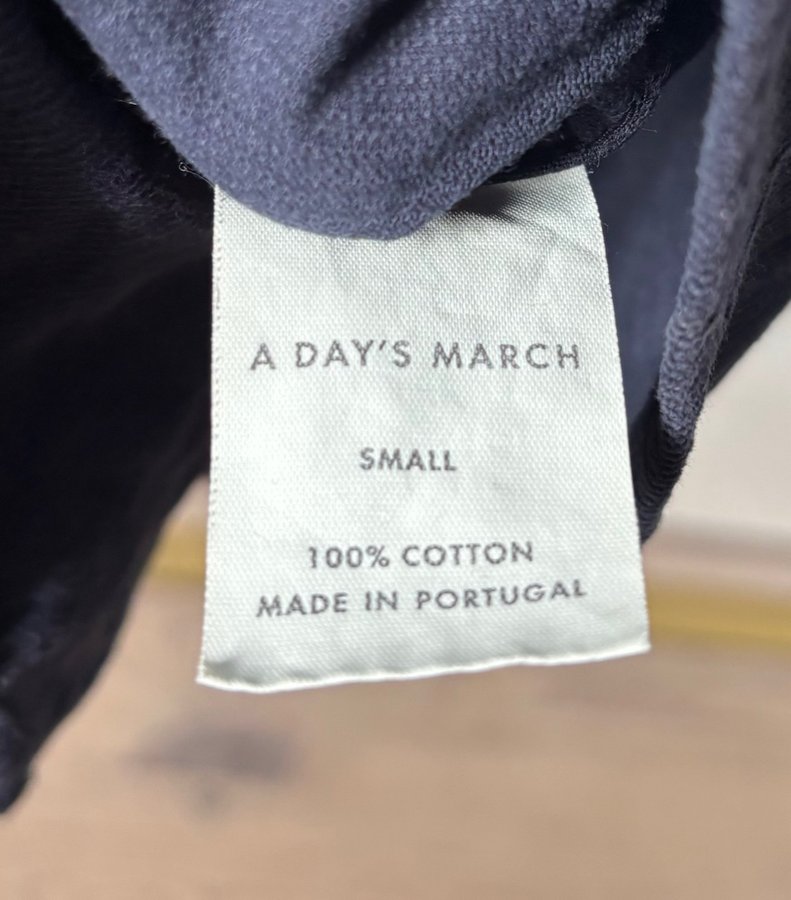 A DAY'S MARCH
SMALL
100% COTTON
MADE IN PORTUGAL